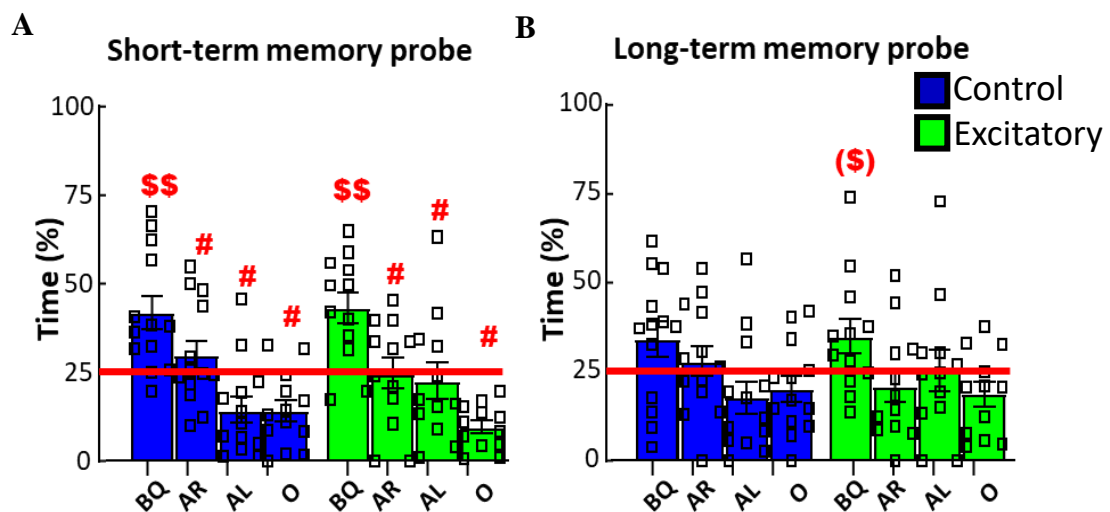 A
Short-term memory probe
Time (%)
100
75
50
25
0
$$
#
#
#
$$
#
#
#
BQ
AR
AL
O
BQ
AR
AL
O
B
Long-term memory probe
Control
Excitatory
Time (%)
100
75
50
25
0
($)
BQ
AR
AL
O
BQ
AR
AL
O